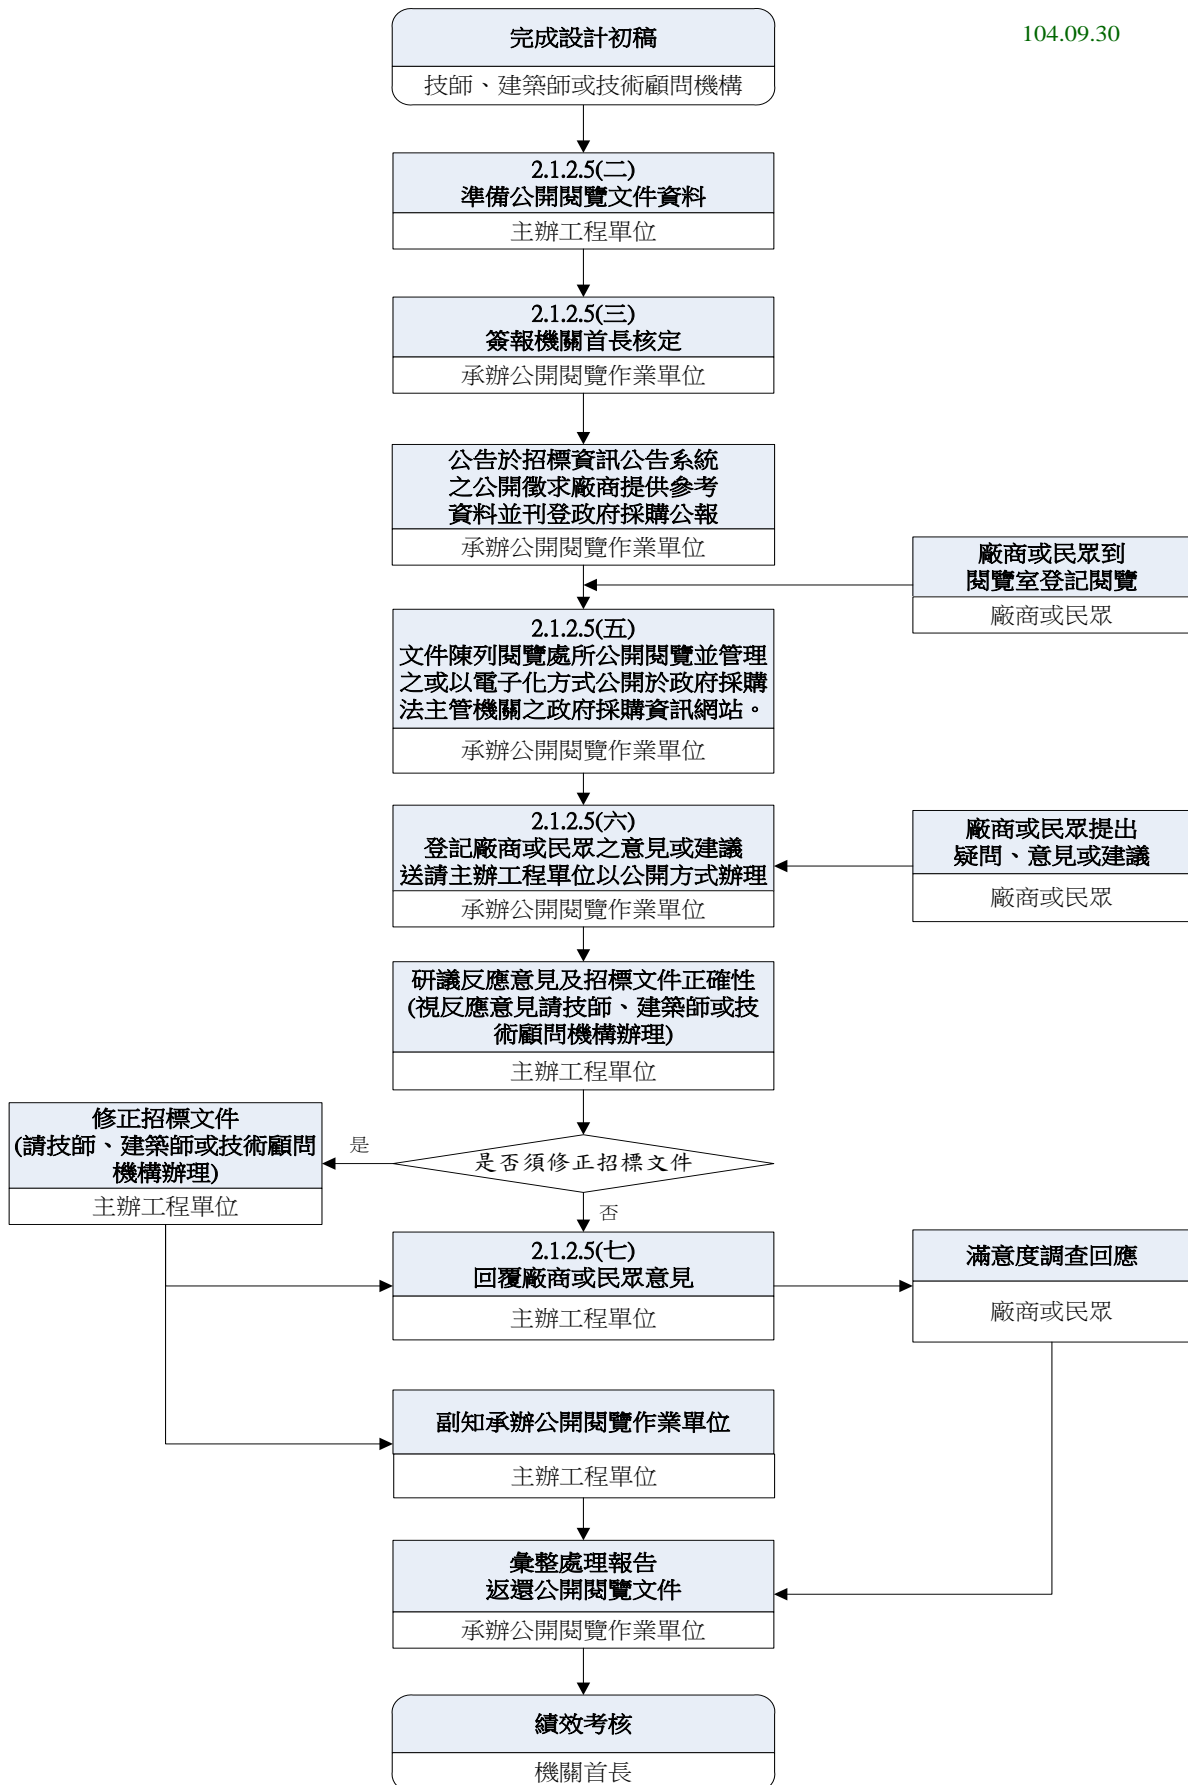 104.09.30
完成設計初稿
技師、建築師或技術顧問機構
2.1.2.5(二)
準備公開閱覽文件資料
主辦工程單位
2.1.2.5(三)
簽報機關首長核定
承辦公開閱覽作業單位
公告於招標資訊公告系統
之公開徵求廠商提供參考
資料並刊登政府採購公報
承辦公開閱覽作業單位
廠商或民眾到
閱覽室登記閱覽
廠商或民眾
2.1.2.5(五)
文件陳列閱覽處所公開閱覽並管理
之或以電子化方式公開於政府採購
法主管機關之政府採購資訊網站。
承辦公開閱覽作業單位
2.1.2.5(六)
登記廠商或民眾之意見或建議
送請主辦工程單位以公開方式辦理
承辦公開閱覽作業單位
廠商或民眾提出
疑問、意見或建議
廠商或民眾
研議反應意見及招標文件正確性
(視反應意見請技師、建築師或技
術顧問機構辦理)
主辦工程單位
是否須修正招標文件
是
修正招標文件
(請技師、建築師或技術顧問
機構辦理)
主辦工程單位
否
2.1.2.5(七)
回覆廠商或民眾意見
主辦工程單位
滿意度調查回應
廠商或民眾
副知承辦公開閱覽作業單位
主辦工程單位
彙整處理報告
返還公開閱覽文件
承辦公開閱覽作業單位
績效考核
機關首長